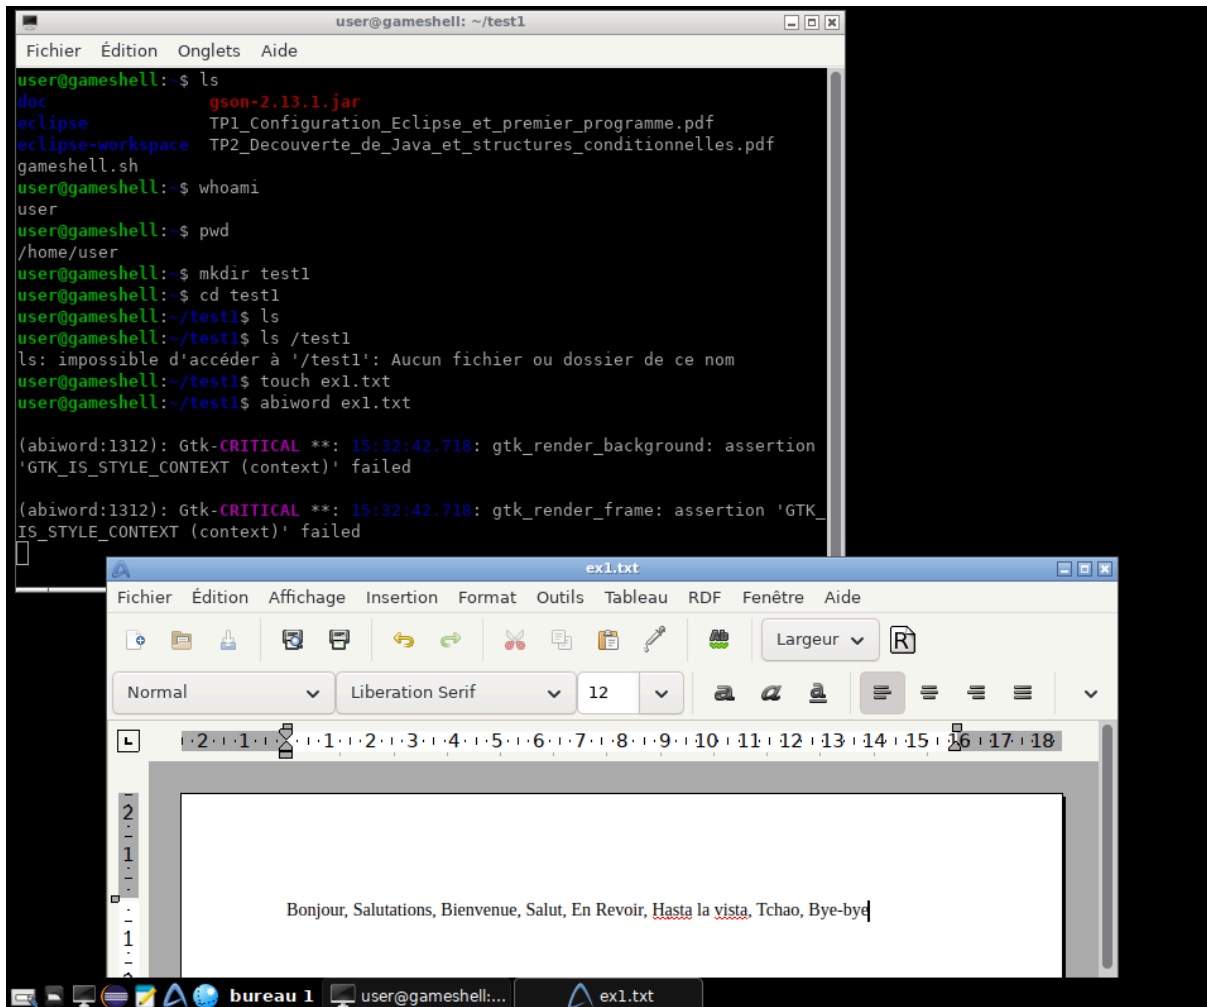 user@gameshell: ~/test1
Fichier Édition Onglets Aide
user@gameshell:~$ ls
doc gson-2.13.1.jar
eclipse TP1_Configuration_Eclipse_et_premier_programme.pdf
eclipse-workspace TP2_Decouverte_de_Java_et_structures_conditionnelles.pdf
gameshell.sh
user@gameshell:~$ whoami
user
user@gameshell:~$ pwd
/home/user
user@gameshell:~$ mkdir test1
user@gameshell:~$ cd test1
user@gameshell:~/test1$ ls
user@gameshell:~/test1$ ls /test1
ls: impossible d'accéder à '/test1': Aucun fichier ou dossier de ce nom
user@gameshell:~/test1$ touch ex1.txt
user@gameshell:~/test1$ abiword ex1.txt
(abiword:1312): Gtk-CRITICAL **: 15:32:42.718: gtk_render_background: assertion
'GTK_IS_STYLE_CONTEXT (context)' failed
(abiword:1312): Gtk-CRITICAL **: 15:32:42.718: gtk_render_frame: assertion 'GTK_
IS_STYLE_CONTEXT (context)' failed
ex1.txt
Fichier Édition Affichage Insertion Format Outils Tableau RDF Fenêtre Aide
Largeur
Normal Liberation Serif 12 a a a
2 1 1 2 3 4 5 6 7 8 9 10 11 12 13 14 15 16 17 18
2
1
Bonjour, Salutations, Bienvenue, Salut, En Revoir, Hasta la vista, Tchao, Bye-bye
1
bureau 1 user@gameshell:... ex1.txt